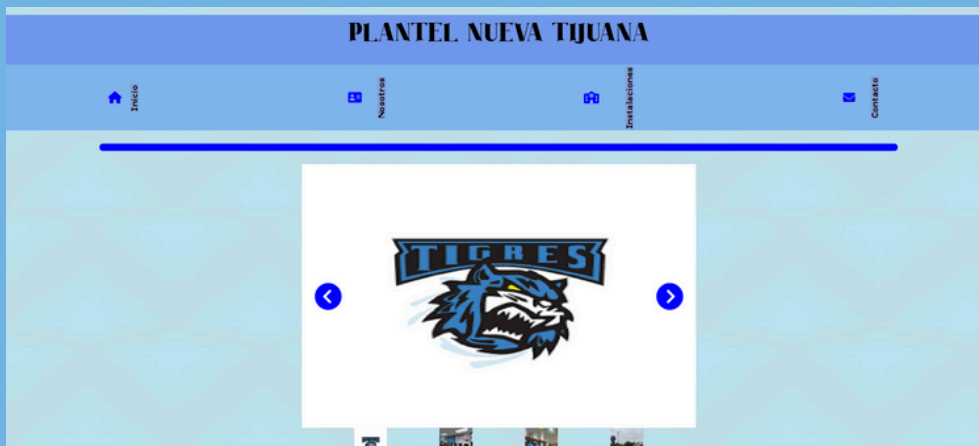 PLANTEL NUEVA TIJUANA
Inicio
Nosotros
Instalaciones
Contacto
TIGRES